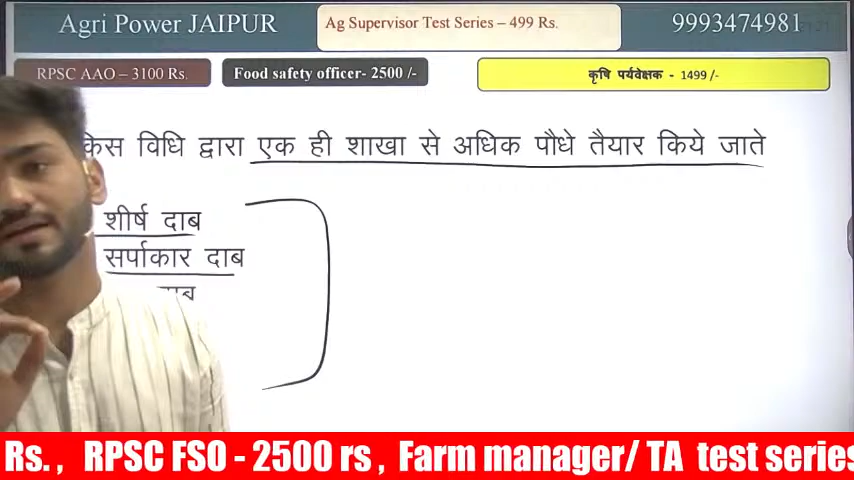 Agri Power JAIPUR
Ag Supervisor Test Series – 499 Rs.
9993474981
RPSC AAO – 3100 Rs.
Food safety officer- 2500 /-
कृषि पर्यवेक्षक - 1499 /-
किस विधि द्वारा एक ही शाखा से अधिक पौधे तैयार किये जाते
शीर्ष दाब
सर्पाकार दाब
दाब
Rs. , RPSC FSO - 2500 rs , Farm manager/ TA test series